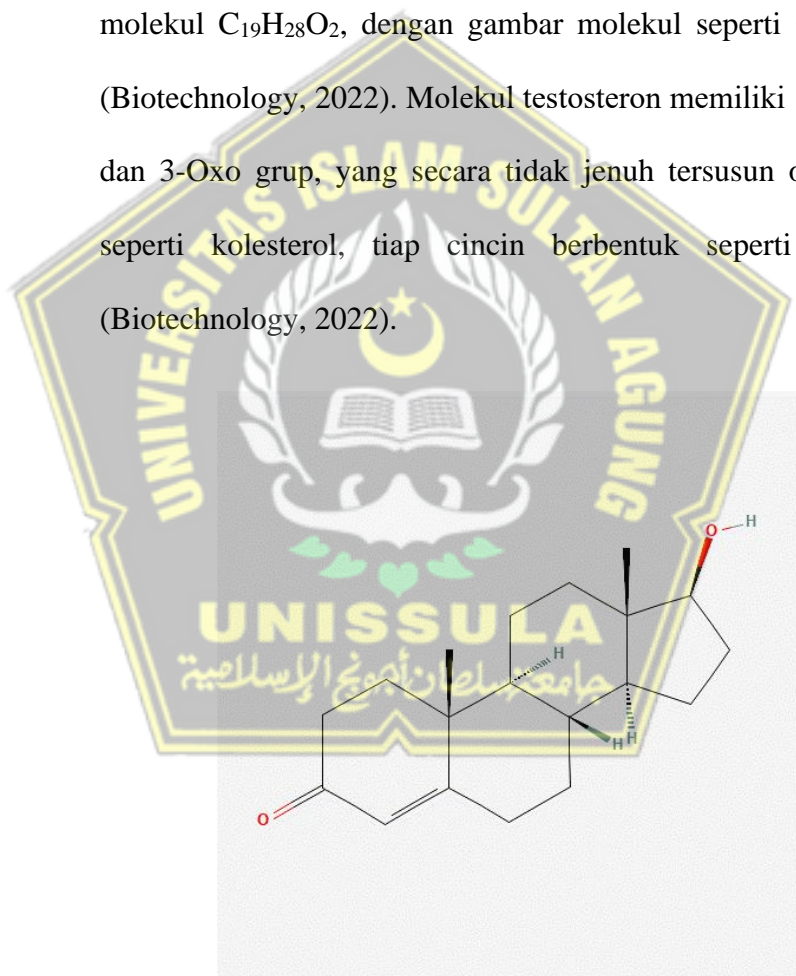 molekul C₁₉H₂₈O₂, dengan gambar molekul seperti
(Biotechnology, 2022). Molekul testosteron memiliki
dan 3-Oxo grup, yang secara tidak jenuh tersusun o
seperti kolesterol, tiap cincin berbentuk seperti
(Biotechnology, 2022).
UNIVERSITAS ISLAM SULTAN AGUNG
UNISSULA
جامعة سلطان أجونج الإسلامية
O H
H
H H
O